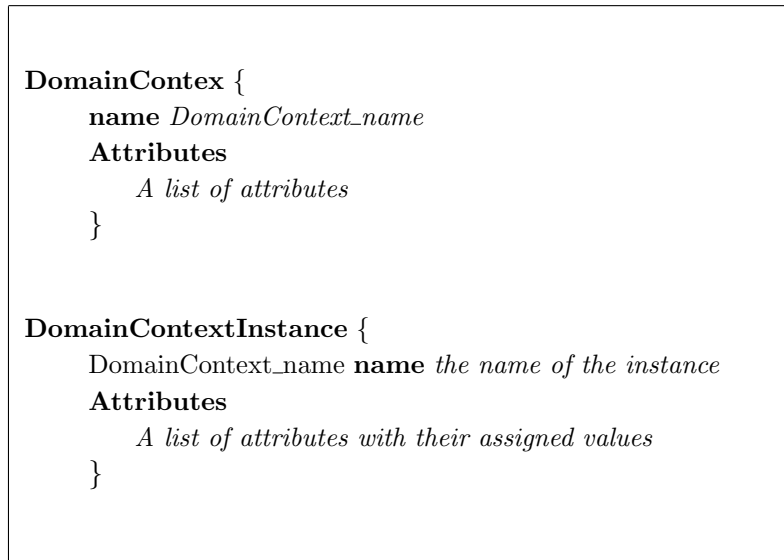 DomainContex {
name DomainContext_name
Attributes
A list of attributes
}
DomainContextInstance {
DomainContext_name name the name of the instance
Attributes
A list of attributes with their assigned values
}